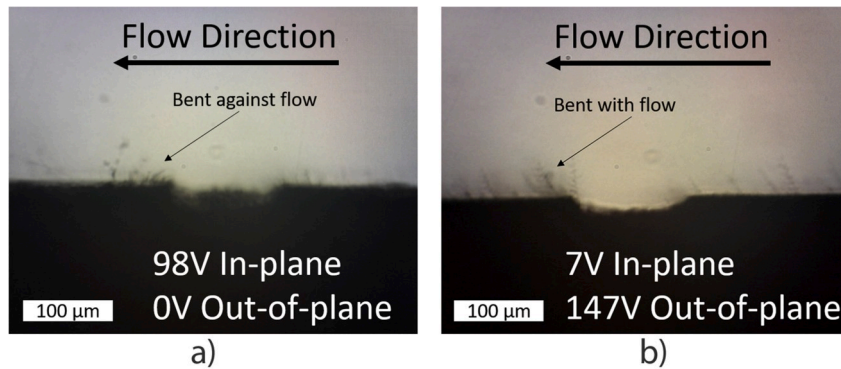 Flow Direction
Bent against flow
98V In-plane
0V Out-of-plane
100 μm
a)
Flow Direction
Bent with flow
7V In-plane
147V Out-of-plane
100 μm
b)